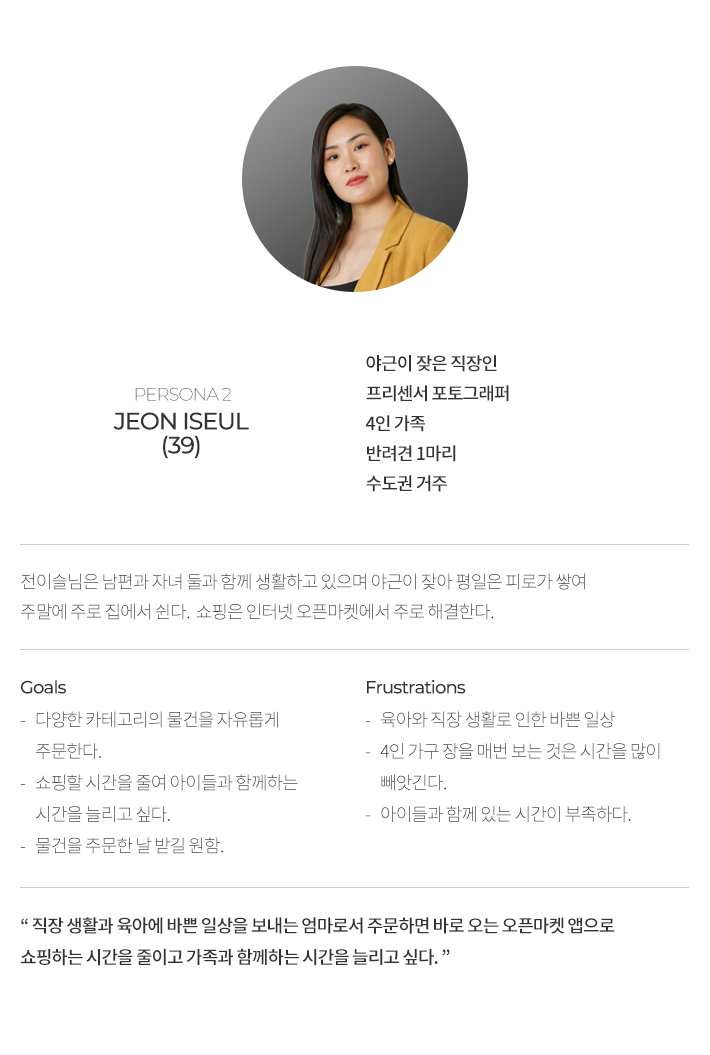 PERSONA 2
JEON ISEUL
(39)
야근이 잦은 직장인
프리센서 포토그래퍼
4인 가족
반려견 1마리
수도권 거주
전이슬님은 남편과 자녀 둘과 함께 생활하고 있으며 야근이 잦아 평일은 피로가 쌓여
주말에 주로 집에서 쉰다. 쇼핑은 인터넷 오픈마켓에서 주로 해결한다.
Goals
- 다양한 카테고리의 물건을 자유롭게
주문한다.
- 쇼핑할 시간을 줄여 아이들과 함께하는
시간을 늘리고 싶다.
- 물건을 주문한 날 받길 원함.
Frustrations
- 육아와 직장 생활로 인한 바쁜 일상
- 4인 가구 장을 매번 보는 것은 시간을 많이
빼앗긴다.
- 아이들과 함께 있는 시간이 부족하다.
“ 직장 생활과 육아에 바쁜 일상을 보내는 엄마로서 주문하면 바로 오는 오픈마켓 앱으로
쇼핑하는 시간을 줄이고 가족과 함께하는 시간을 늘리고 싶다. ”